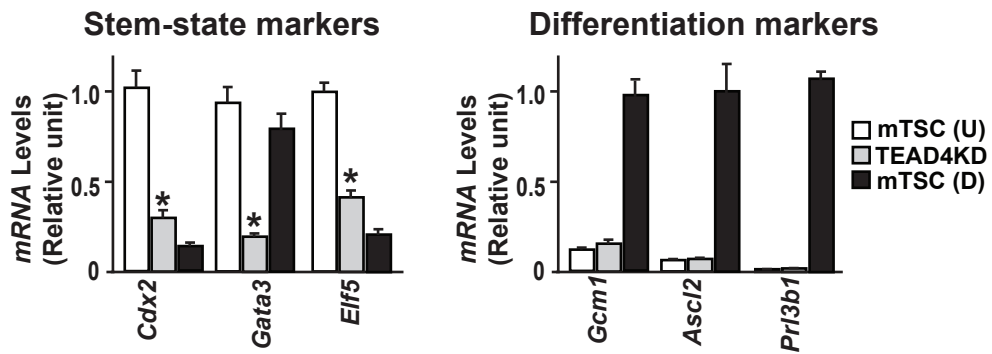 Stem-state markers
mRNA Levels
(Relative unit)
1.0
0.5
0
*
*
*
Cdx2
Gata3
Elf5
Differentiation markers
mRNA Levels
(Relative unit)
1.0
0.5
0
Gcm1
Ascl2
Prl3b1
mTSC (U)
TEAD4KD
mTSC (D)